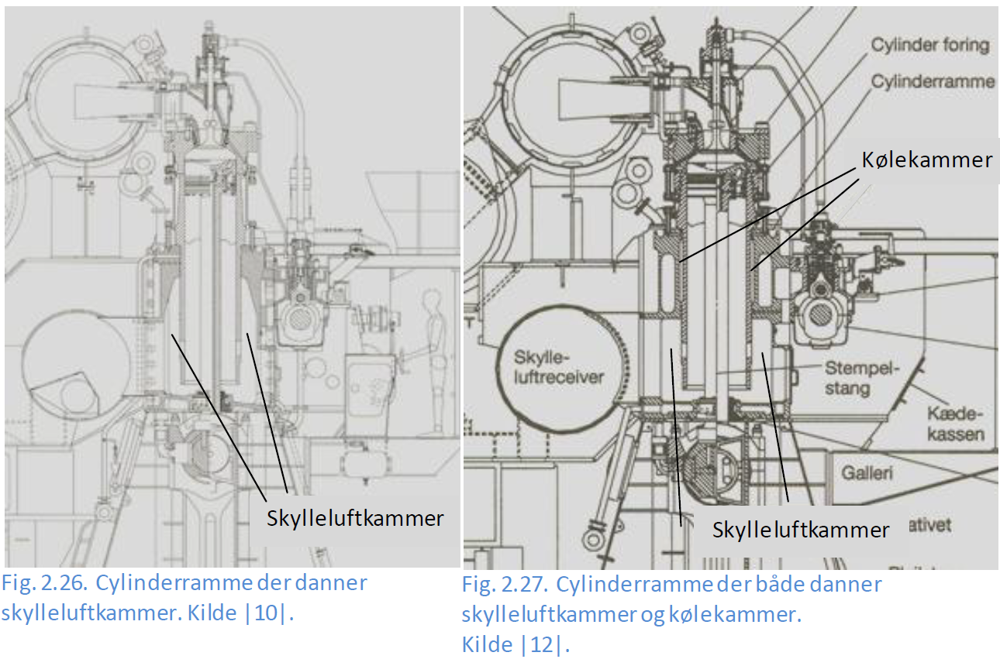 Skylleluftkammer
Fig. 2.26. Cylinderramme der danner
skylleluftkammer. Kilde |10|.
Cylinder foring
Cylinderramme
Kølekammer
Skylle-
luftreceiver
Stempel-
stang
Kæde-
kassen
Galleri
Skylleluftkammer
ativet
Fig. 2.27. Cylinderramme der både danner
skylleluftkammer og kølekammer.
Kilde |12|.